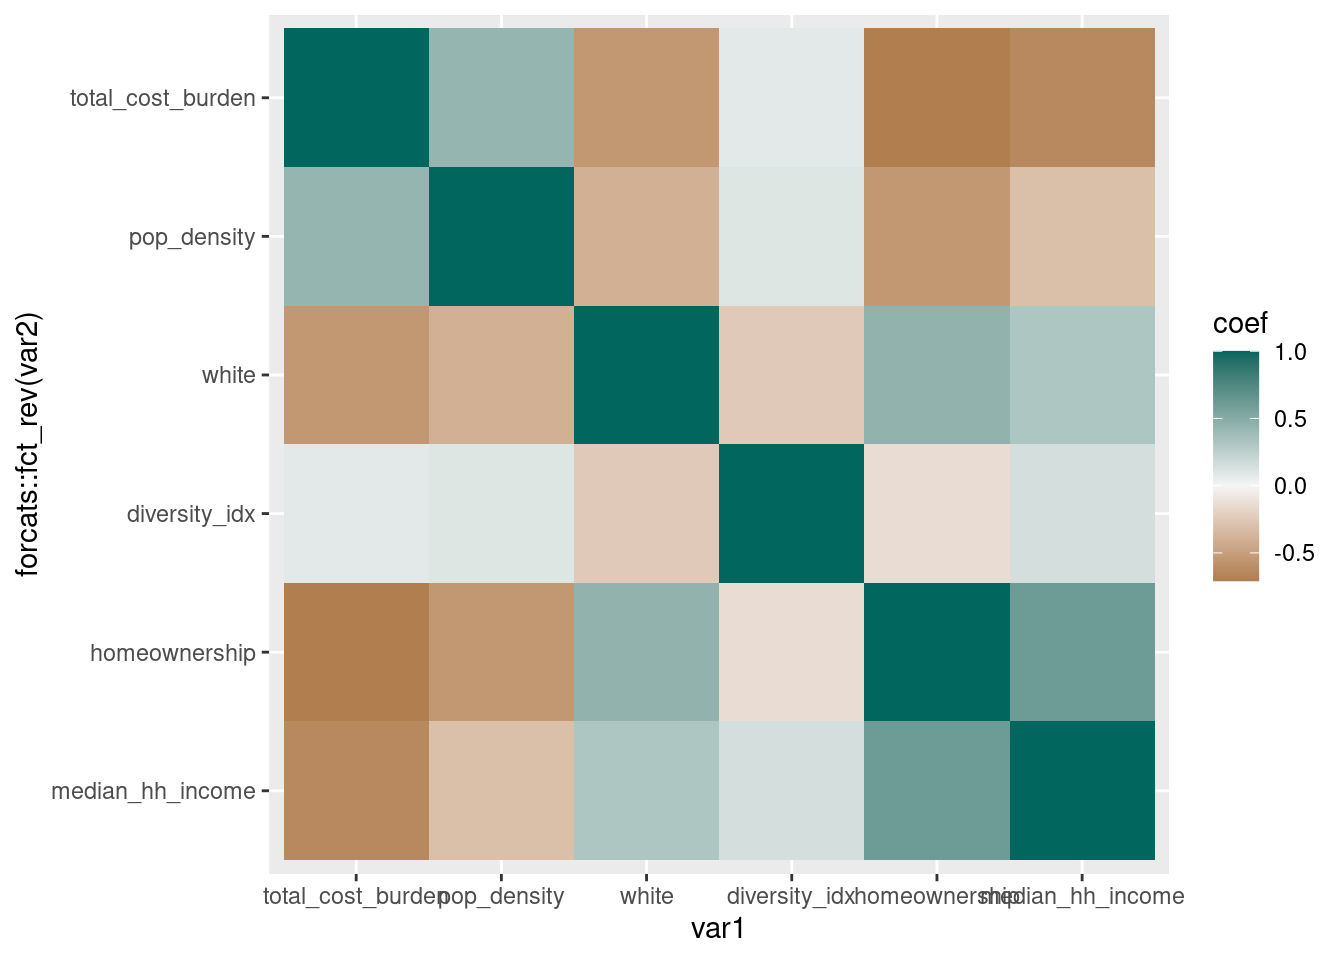 total_cost_burden
pop_density
white
diversity_idx
homeownership
median_hh_income
forcats::fct_rev(var2)
total_cost_burden
pop_density
white
diversity_idx
homeownership
median_hh_income
var1
coef
1.0
0.5
0.0
-0.5